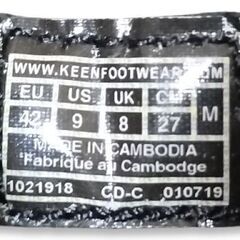 WWW.KEENFOOTWEAR.COM
EU US UK CM
42 9 8 27 M
MADE IN CAMBODIA
Fabriqué au Cambodge
1021918 CD-C 010719